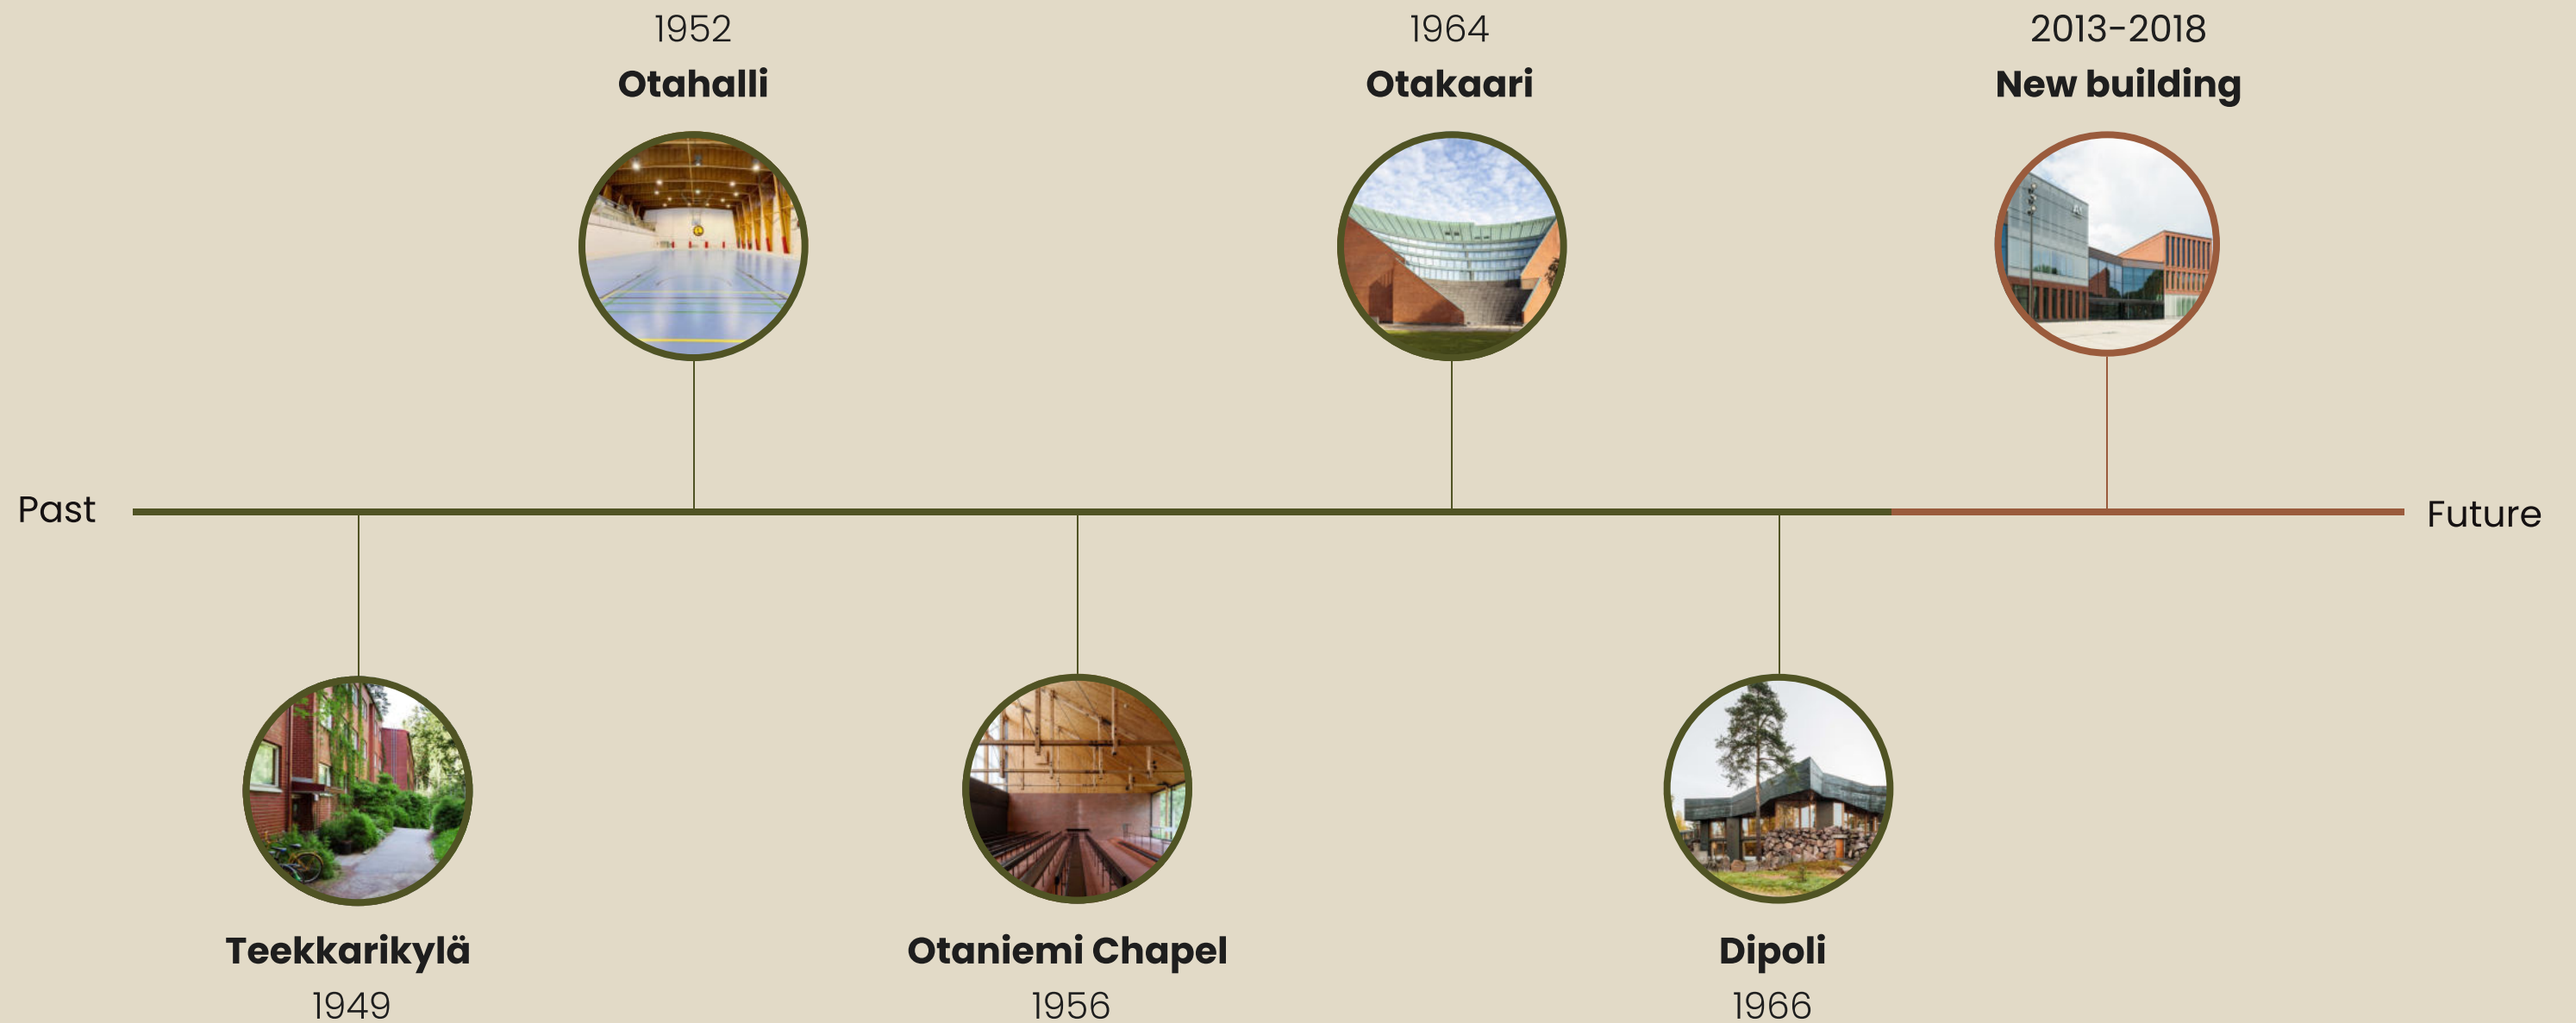 1952
Otahalli
1964
Otakaari
2013-2018
New building
Past
Future
Teekkarikylä
1949
Otaniemi Chapel
1956
Dipoli
1966